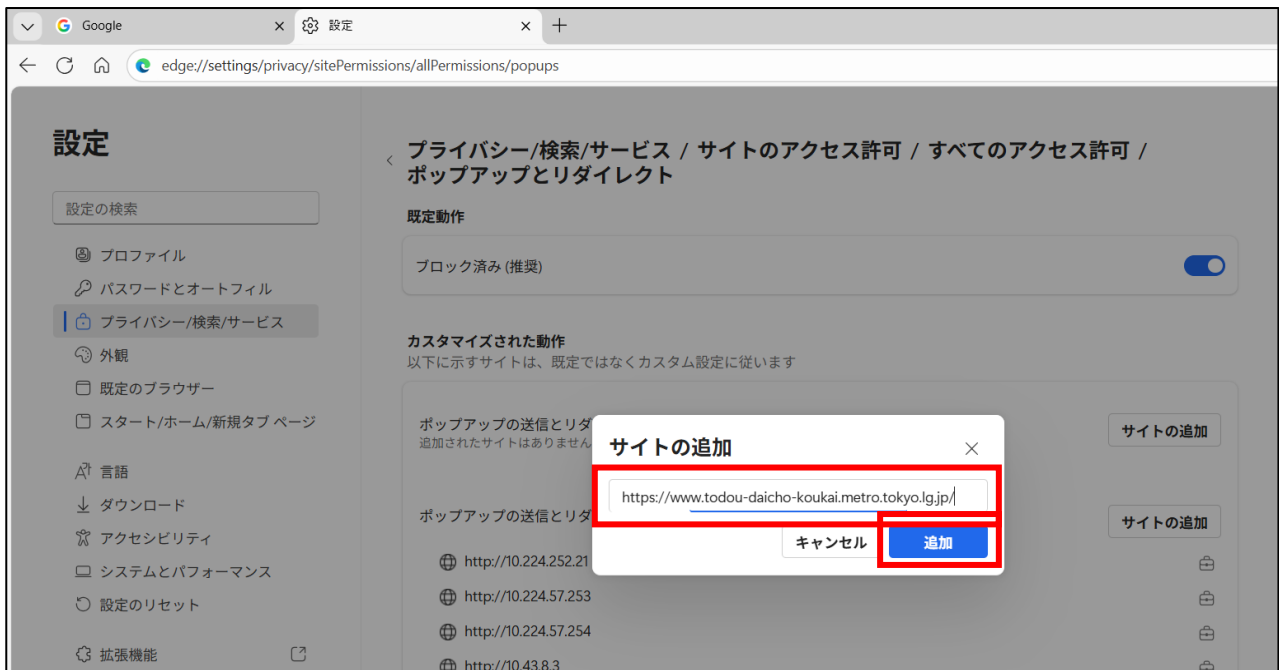 Google
設定
edge://settings/privacy/sitePermissions/allPermissions/popups
設定
設定の検索
プロファイル
パスワードとオートフィル
プライバシー/検索/サービス
外観
既定のブラウザー
スタート/ホーム/新規タブ ページ
言語
ダウンロード
アクセシビリティ
システムとパフォーマンス
設定のリセット
拡張機能
プライバシー/検索/サービス / サイトのアクセス許可 / すべてのアクセス許可 /
ポップアップとリダイレクト
既定動作
ブロック済み (推奨)
カスタマイズされた動作
以下に示すサイトは、既定ではなくカスタム設定に従います
ポップアップの送信とリダ
追加されたサイトはありません
サイトの追加
ポップアップの送信とリダ
サイトの追加
http://10.224.252.21
http://10.224.57.253
http://10.224.57.254
http://10.43.8.3
サイトの追加
https://www.todou-daicho-koukai.metro.tokyo.lg.jp/
キャンセル
追加